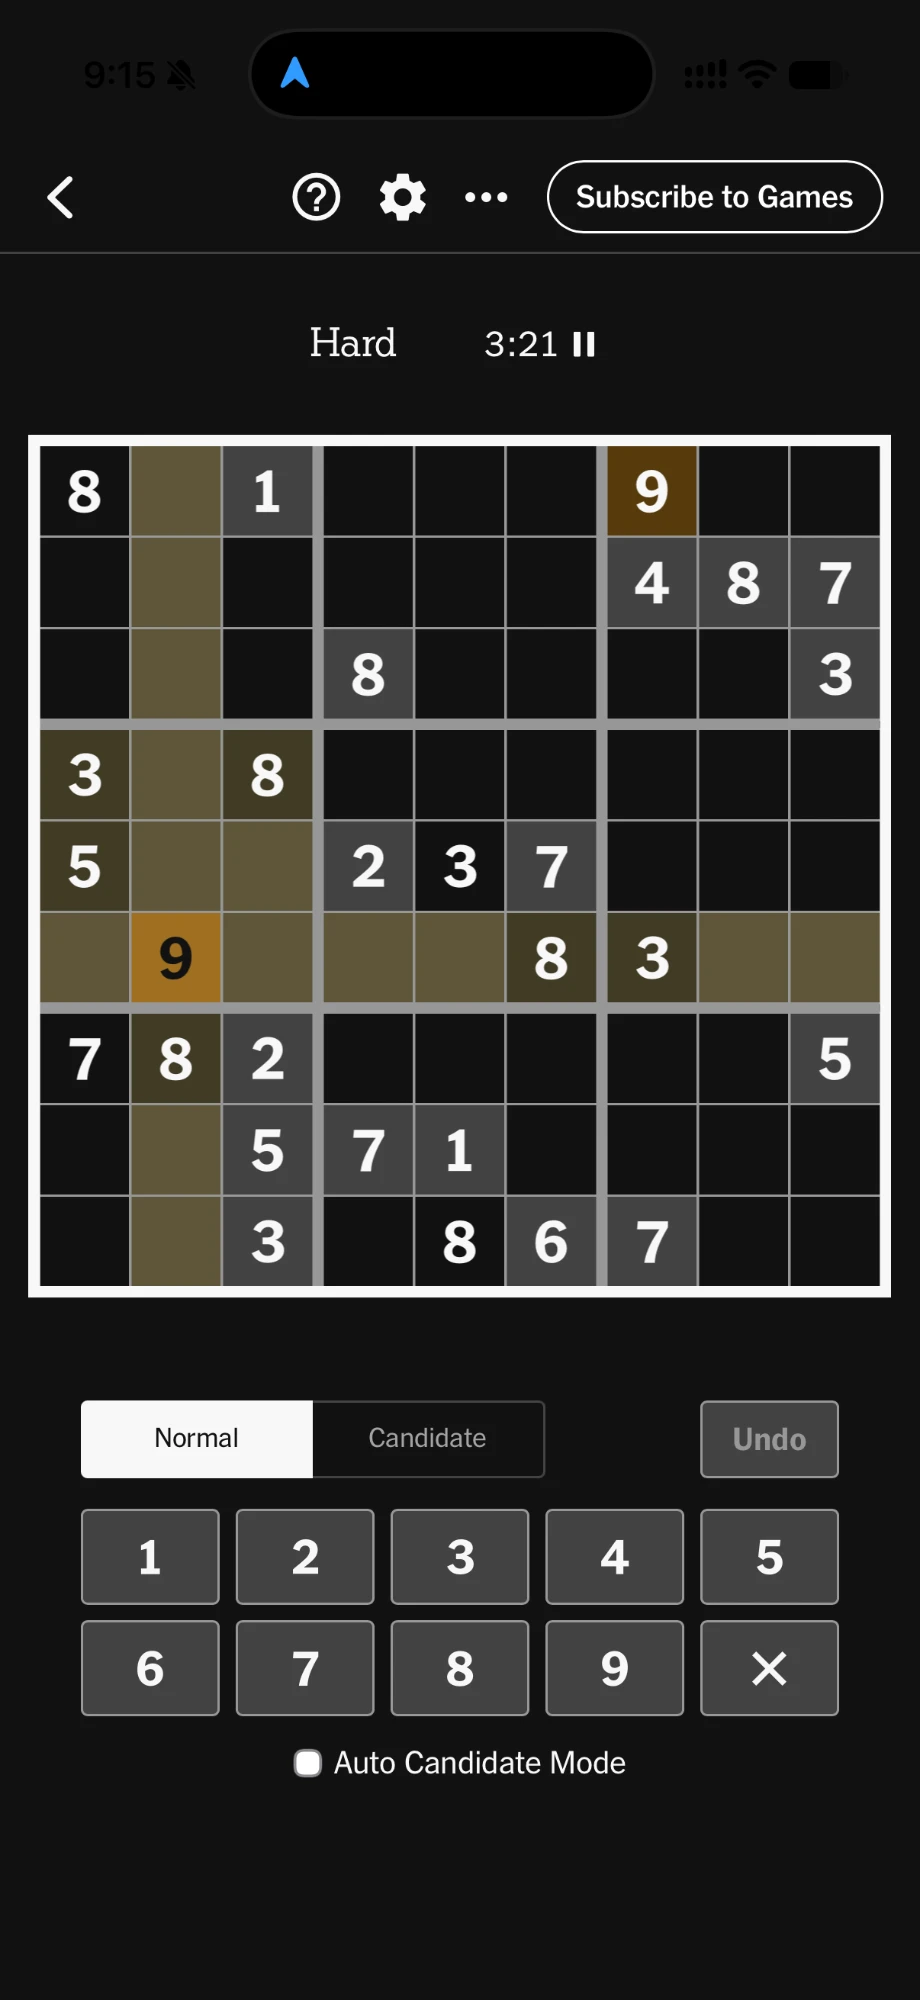 9:15
Subscribe to Games
Hard 3:21
8 1 9
4 8 7
8 3
3 8
5 2 3 7
9 8 3
7 8 2 5
5 7 1
3 8 6 7
Normal Candidate Undo
1 2 3 4 5
6 7 8 9
Auto Candidate Mode